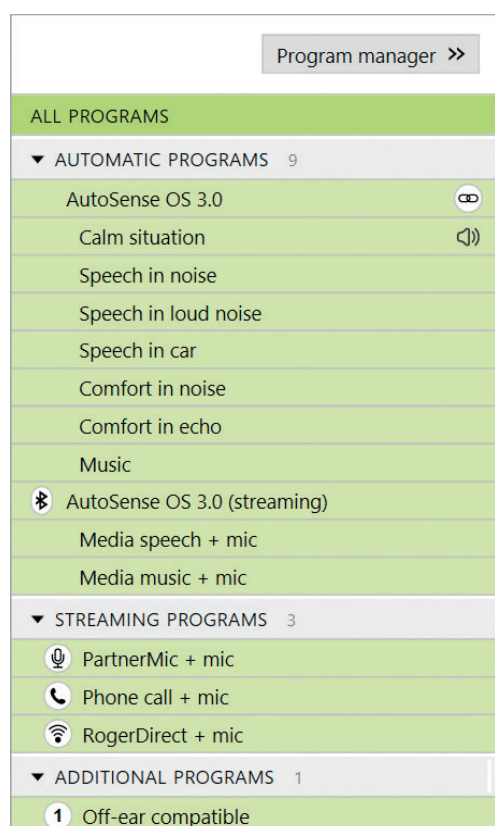 Program manager >>
ALL PROGRAMS
AUTOMATIC PROGRAMS 9
AutoSense OS 3.0
Calm situation
Speech in noise
Speech in loud noise
Speech in car
Comfort in noise
Comfort in echo
Music
AutoSense OS 3.0 (streaming)
Media speech + mic
Media music + mic
STREAMING PROGRAMS 3
PartnerMic + mic
Phone call + mic
RogerDirect + mic
ADDITIONAL PROGRAMS 1
1 Off-ear compatible